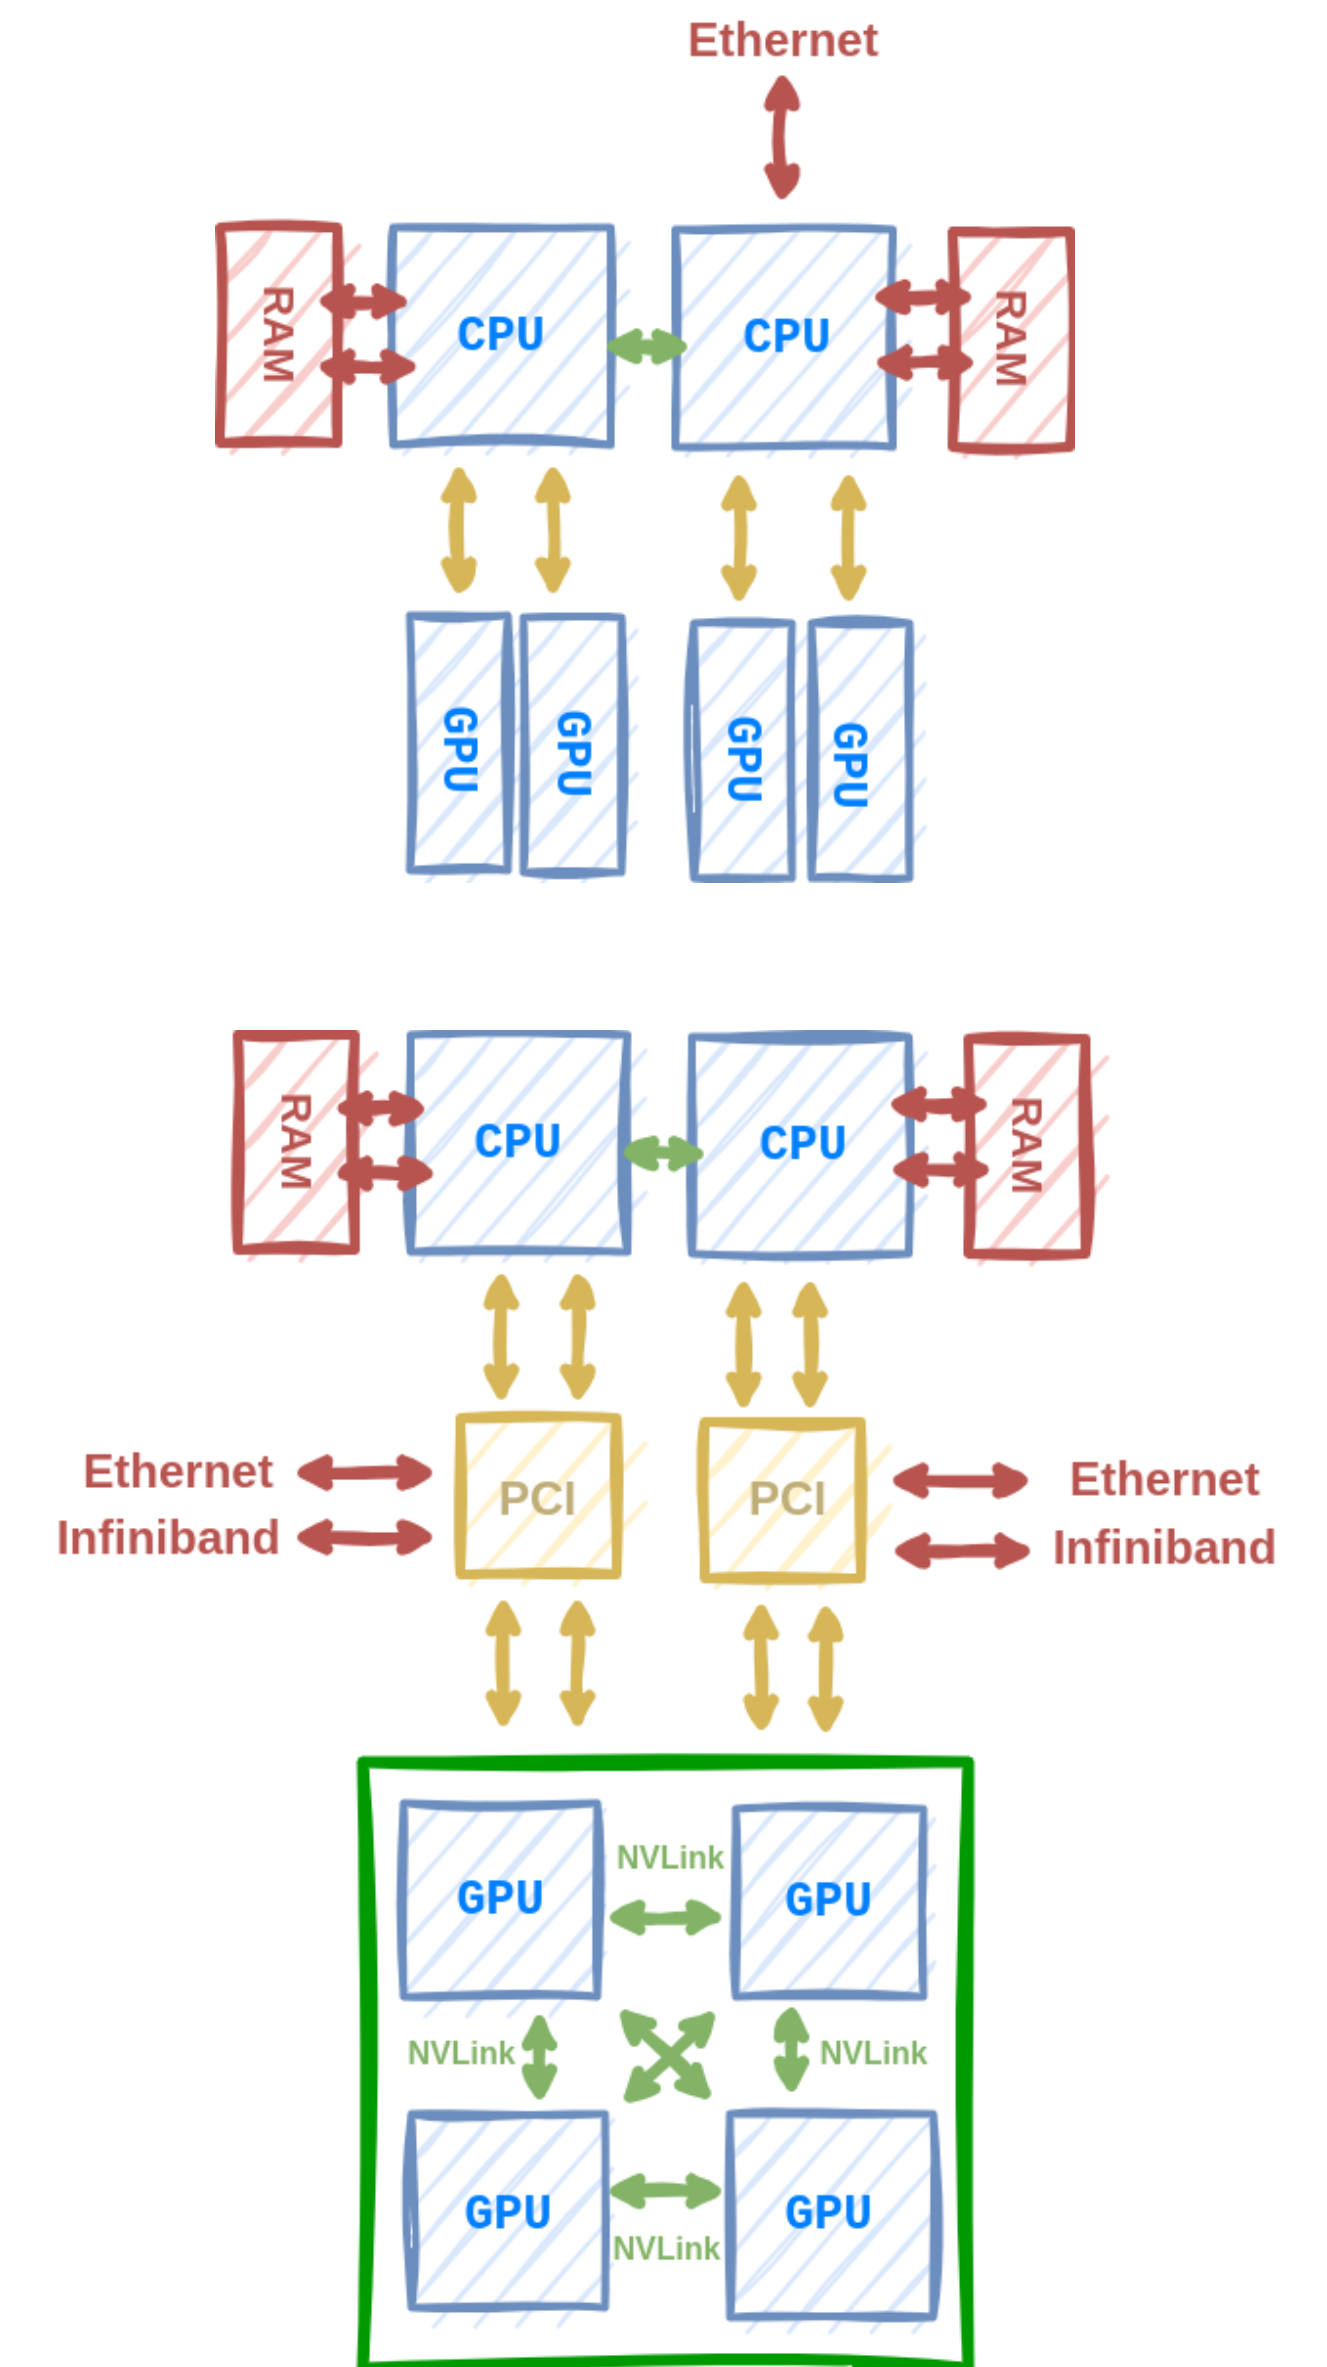 Ethernet
RAM
CPU
CPU
RAM
GPU
GPU
GPU
GPU
RAM
CPU
CPU
RAM
Ethernet
Infiniband
PCI
PCI
Ethernet
Infiniband
GPU
NVLink
GPU
NVLink
NVLink
GPU
NVLink
GPU